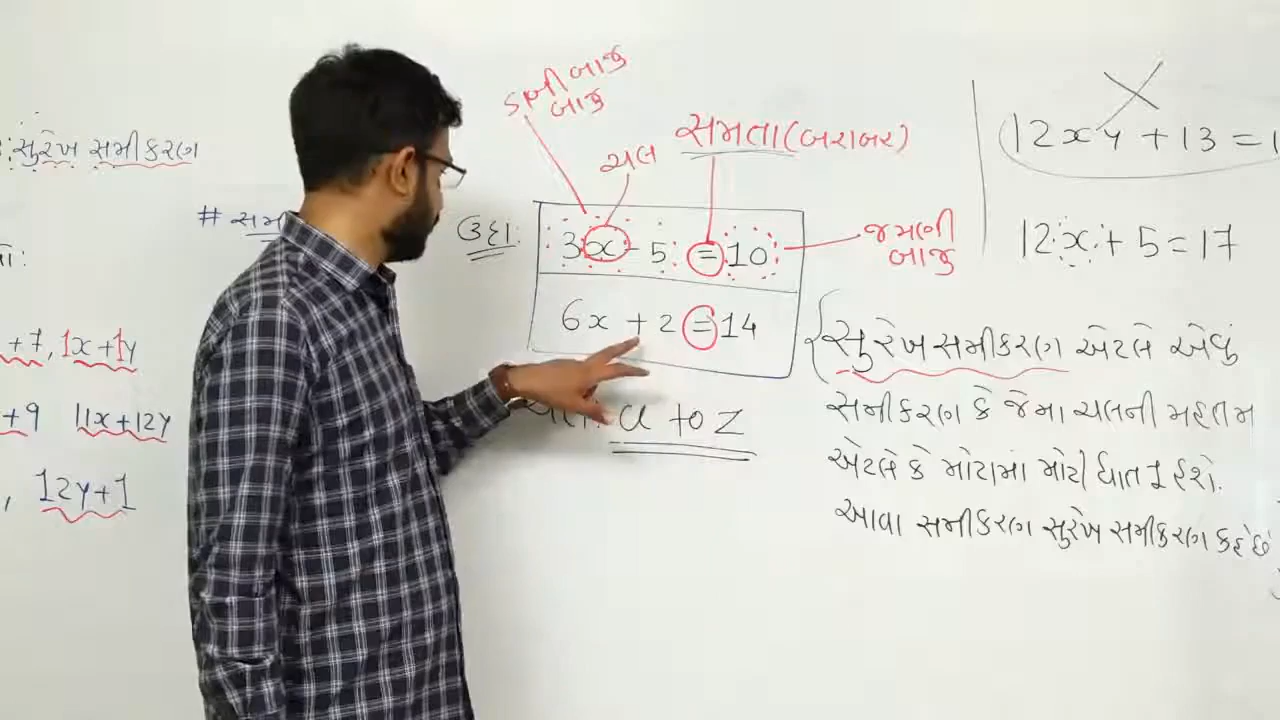 : સુરેખ સમીકરણ
# સમ
+7, 1x+1y
+9 11x+12y
, 12y+1
ડાબી બાજુ
બાજુ
ચલ
સમતા(બરાબર)
ઉદા:
3x - 5 = 10
જમણી
બાજુ
6x + 2 = 14
a to z
12xy + 13 = 1
12x + 5 = 17
સુરેખ સમીકરણ એટલે એવું
સમીકરણ કે જેમા ચલની મહતમ
એટલે કે મોટામાં મોટી ઘાત 1 હશે.
આવા સમીકરણ સુરેખ સમીકરણ કહે છે